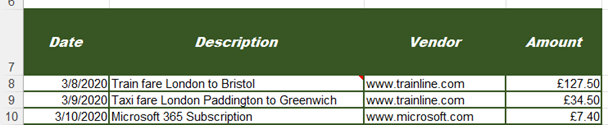 6
7 Date Description Vendor Amount
8 3/8/2020 Train fare London to Bristol www.trainline.com £127.50
9 3/9/2020 Taxi fare London Paddington to Greenwich www.trainline.com £34.50
10 3/10/2020 Microsoft 365 Subscription www.microsoft.com £7.40